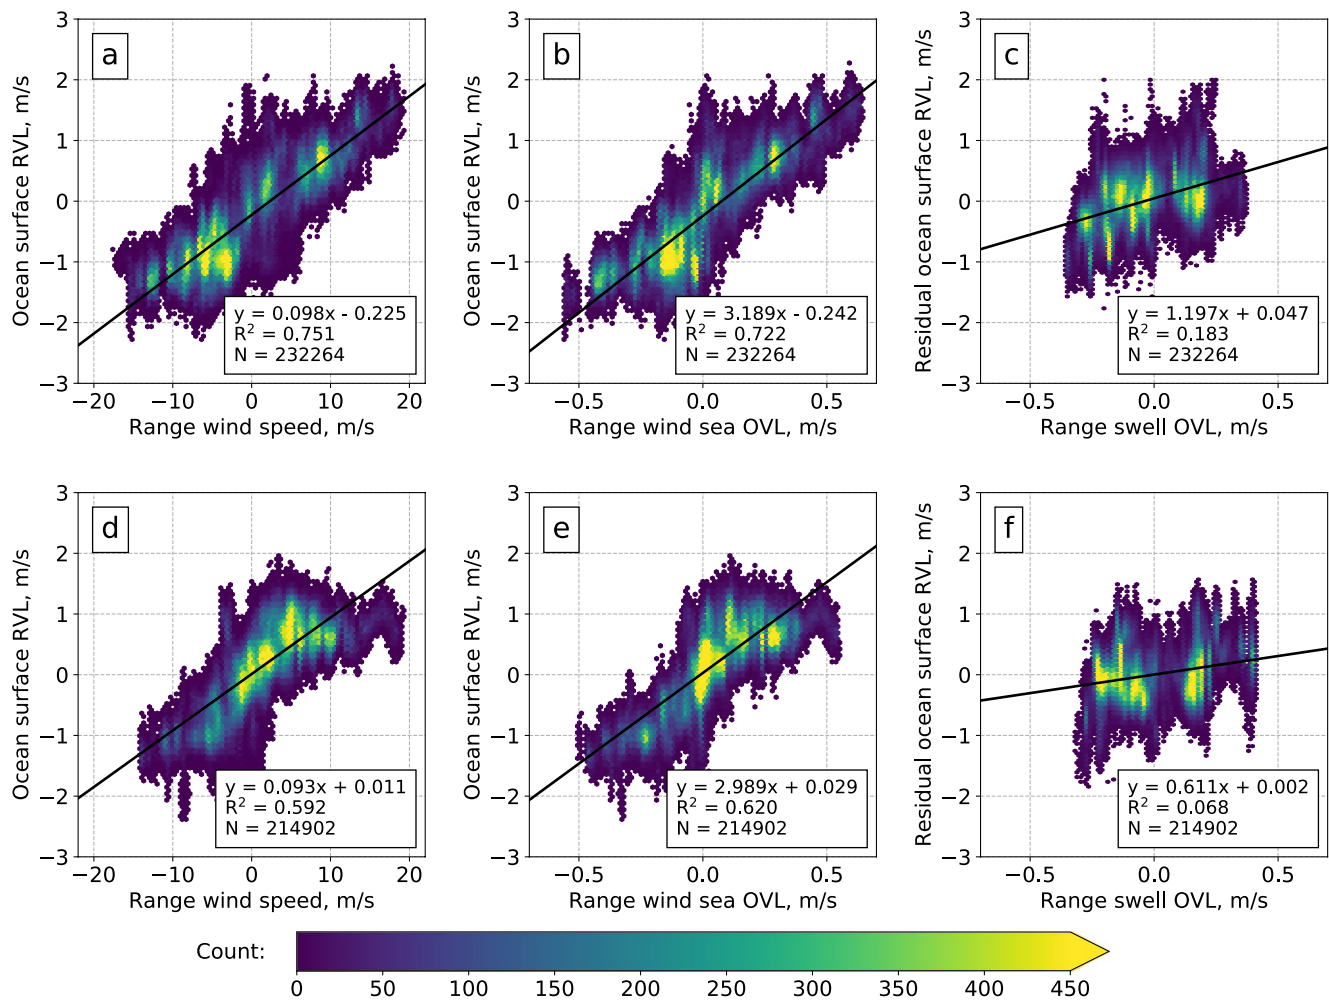 a
3
2
1
0
−1
−2
−3
Ocean surface RVL, m/s
y = 0.098x - 0.225
R² = 0.751
N = 232264
−20
−10
0
10
20
Range wind speed, m/s
b
3
2
1
0
−1
−2
−3
Ocean surface RVL, m/s
y = 3.189x - 0.242
R² = 0.722
N = 232264
−0.5
0.0
0.5
Range wind sea OVL, m/s
c
3
2
1
0
−1
−2
−3
Residual ocean surface RVL, m/s
y = 1.197x + 0.047
R² = 0.183
N = 232264
−0.5
0.0
0.5
Range swell OVL, m/s
d
3
2
1
0
−1
−2
−3
Ocean surface RVL, m/s
y = 0.093x + 0.011
R² = 0.592
N = 214902
−20
−10
0
10
20
Range wind speed, m/s
e
3
2
1
0
−1
−2
−3
Ocean surface RVL, m/s
y = 2.989x + 0.029
R² = 0.620
N = 214902
−0.5
0.0
0.5
Range wind sea OVL, m/s
f
3
2
1
0
−1
−2
−3
Residual ocean surface RVL, m/s
y = 0.611x + 0.002
R² = 0.068
N = 214902
−0.5
0.0
0.5
Range swell OVL, m/s
Count:
0
50
100
150
200
250
300
350
400
450